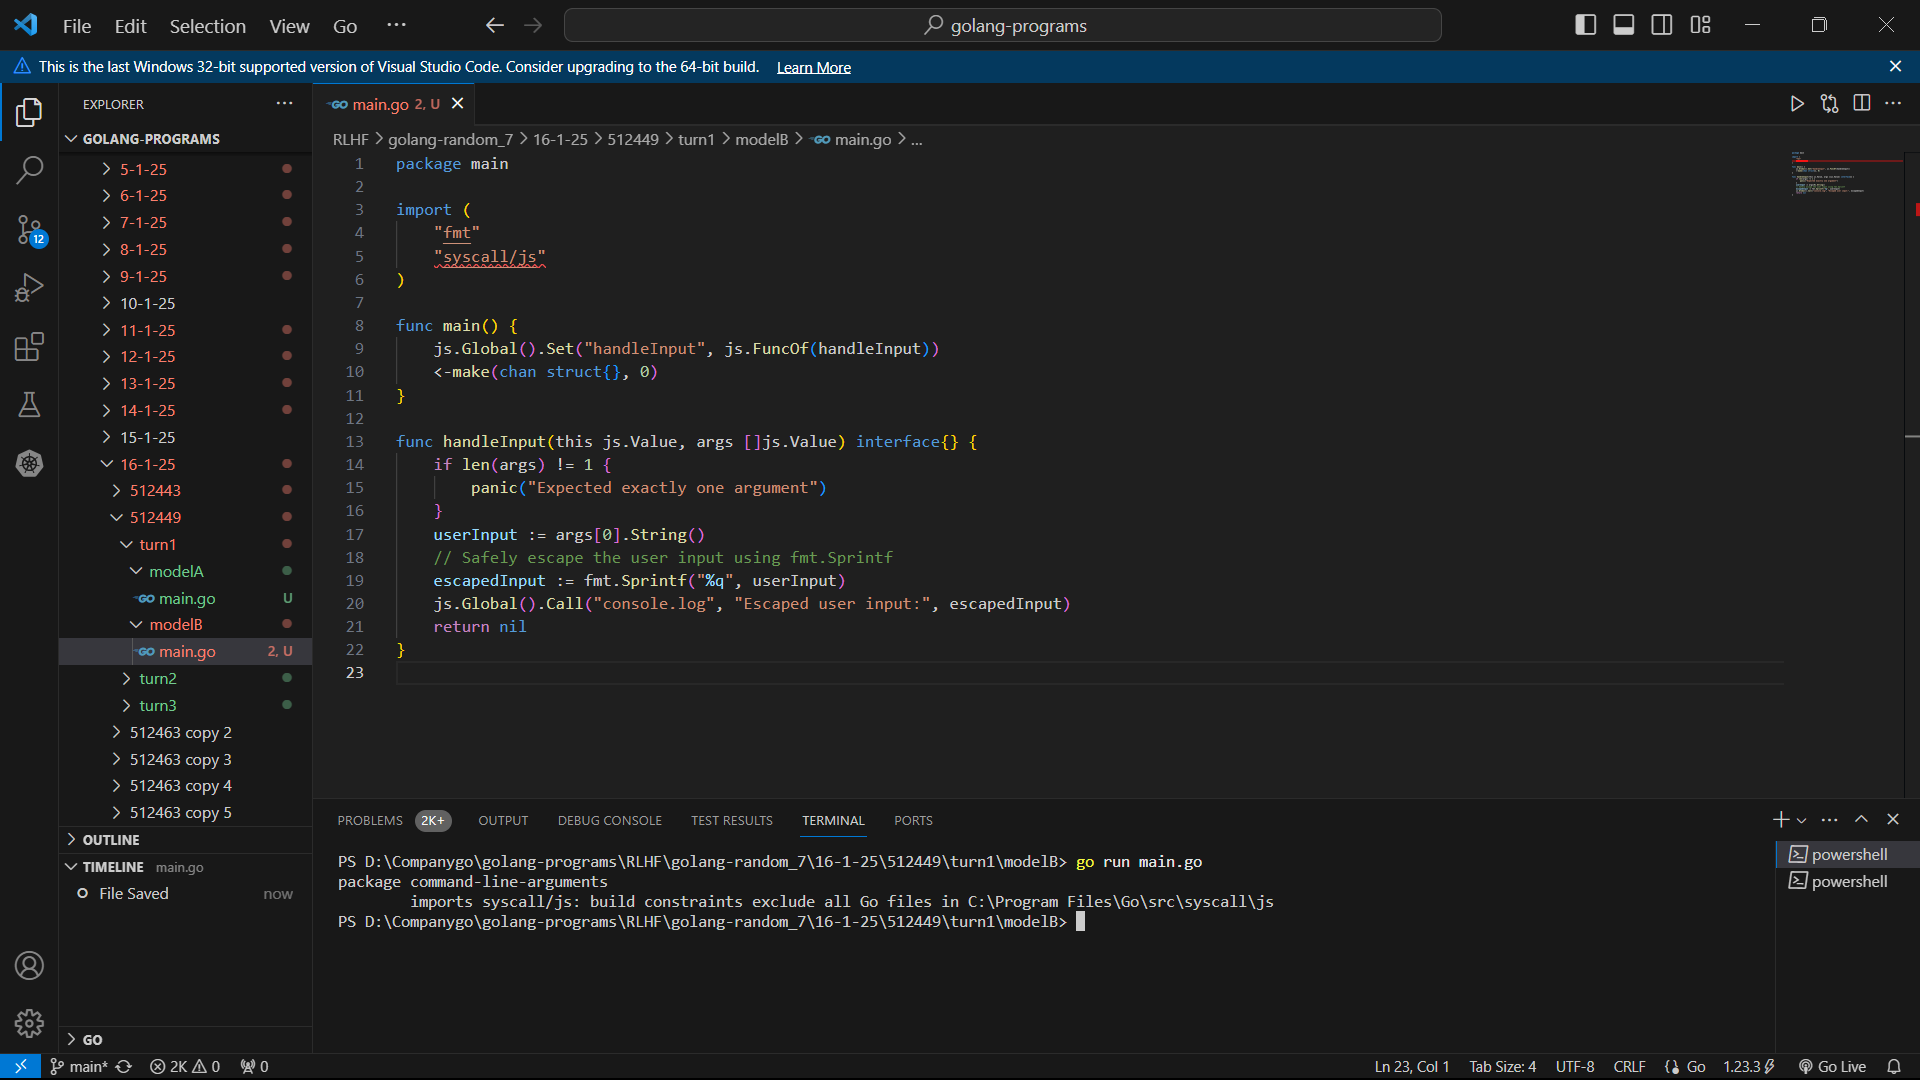 File Edit Selection View Go ··· golang-programs
This is the last Windows 32-bit supported version of Visual Studio Code. Consider upgrading to the 64-bit build. Learn More
EXPLORER ···
GOLANG-PROGRAMS
5-1-25
6-1-25
7-1-25
8-1-25
9-1-25
10-1-25
11-1-25
12-1-25
13-1-25
14-1-25
15-1-25
16-1-25
512443
512449
turn1
modelA
GO main.go U
modelB
GO main.go 2, U
turn2
turn3
512463 copy 2
512463 copy 3
512463 copy 4
512463 copy 5
OUTLINE
TIMELINE main.go
File Saved now
GO
12
GO main.go 2, U
RLHF > golang-random_7 > 16-1-25 > 512449 > turn1 > modelB > GO main.go > ...
1 package main
2
3 import (
4 "fmt"
5 "syscall/js"
6 )
7
8 func main() {
9 js.Global().Set("handleInput", js.FuncOf(handleInput))
10 <-make(chan struct{}, 0)
11 }
12
13 func handleInput(this js.Value, args []js.Value) interface{} {
14 if len(args) != 1 {
15 panic("Expected exactly one argument")
16 }
17 userInput := args[0].String()
18 // Safely escape the user input using fmt.Sprintf
19 escapedInput := fmt.Sprintf("%q", userInput)
20 js.Global().Call("console.log", "Escaped user input:", escapedInput)
21 return nil
22 }
23
PROBLEMS 2K+ OUTPUT DEBUG CONSOLE TEST RESULTS TERMINAL PORTS
PS D:\Companygo\golang-programs\RLHF\golang-random_7\16-1-25\512449\turn1\modelB> go run main.go
package command-line-arguments
imports syscall/js: build constraints exclude all Go files in C:\Program Files\Go\src\syscall\js
PS D:\Companygo\golang-programs\RLHF\golang-random_7\16-1-25\512449\turn1\modelB>
powershell
powershell
main* 2K 0 0 Ln 23, Col 1 Tab Size: 4 UTF-8 CRLF {} Go 1.23.3 Go Live